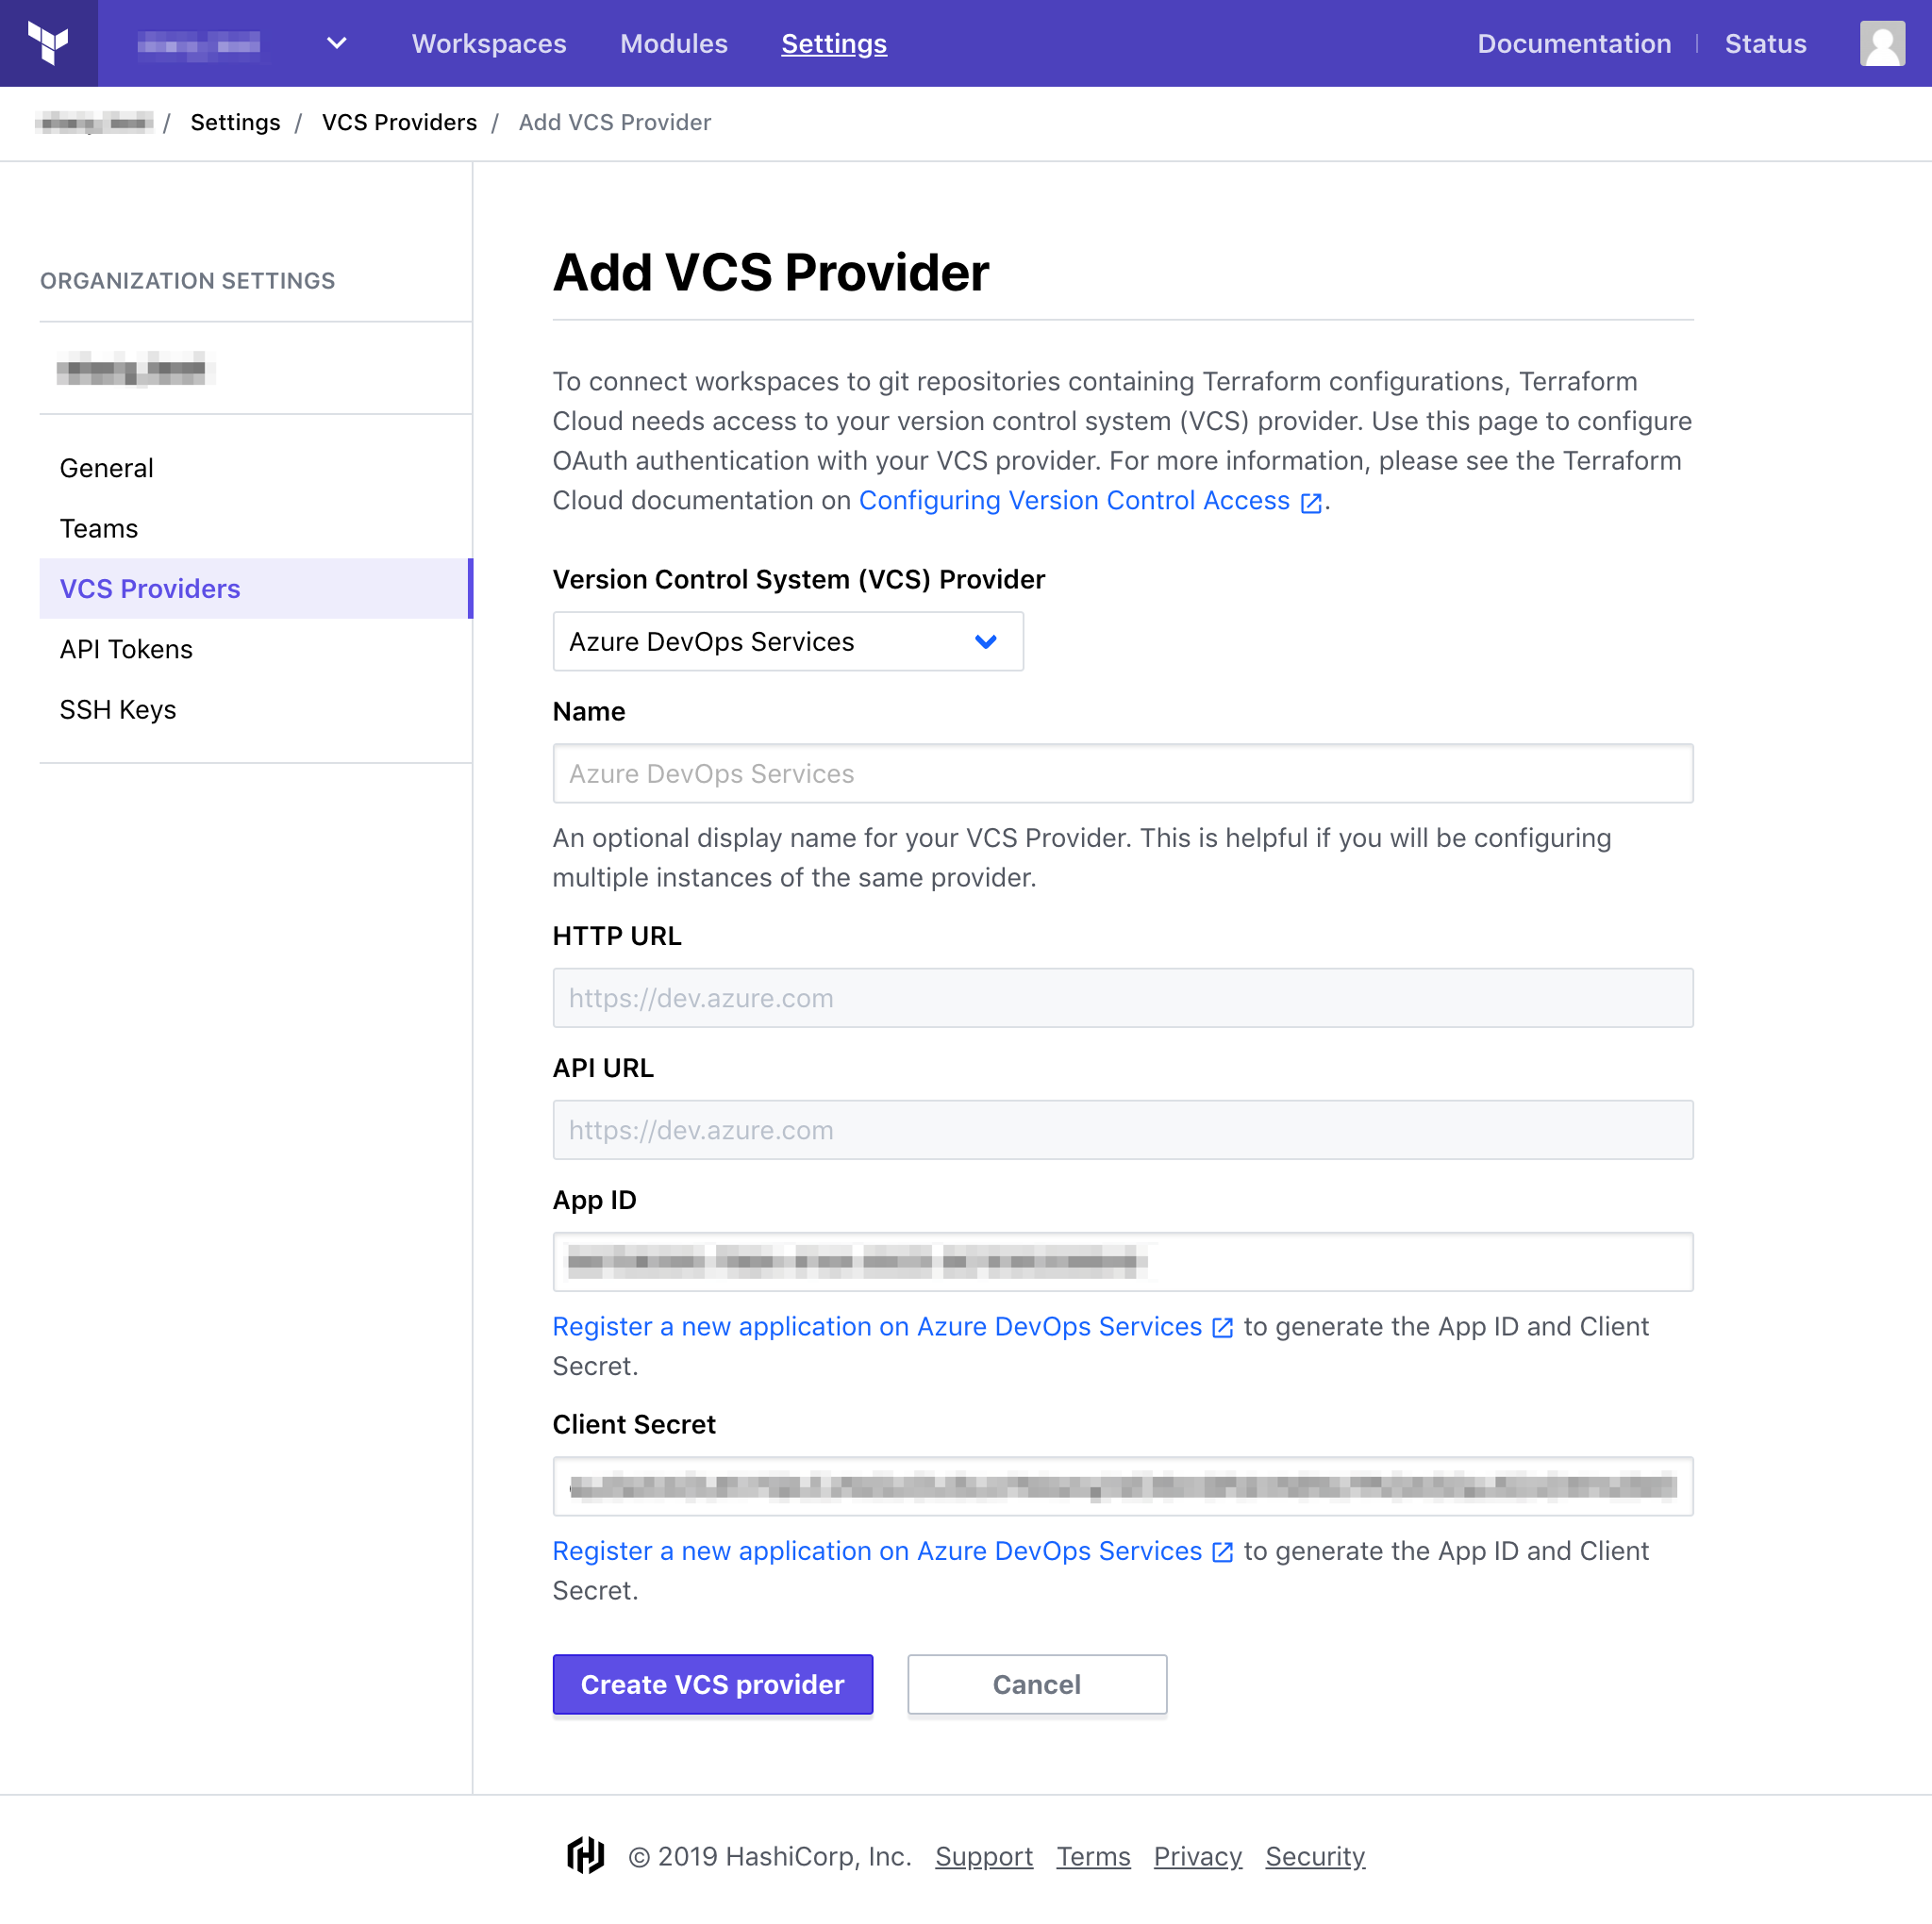 Workspaces Modules Settings Documentation Status
/ Settings / VCS Providers / Add VCS Provider
ORGANIZATION SETTINGS
General
Teams
VCS Providers
API Tokens
SSH Keys
Add VCS Provider
To connect workspaces to git repositories containing Terraform configurations, Terraform
Cloud needs access to your version control system (VCS) provider. Use this page to configure
OAuth authentication with your VCS provider. For more information, please see the Terraform
Cloud documentation on Configuring Version Control Access.
Version Control System (VCS) Provider
Azure DevOps Services
Name
Azure DevOps Services
An optional display name for your VCS Provider. This is helpful if you will be configuring
multiple instances of the same provider.
HTTP URL
https://dev.azure.com
API URL
https://dev.azure.com
App ID
Register a new application on Azure DevOps Services to generate the App ID and Client
Secret.
Client Secret
Register a new application on Azure DevOps Services to generate the App ID and Client
Secret.
Create VCS provider Cancel
© 2019 HashiCorp, Inc. Support Terms Privacy Security